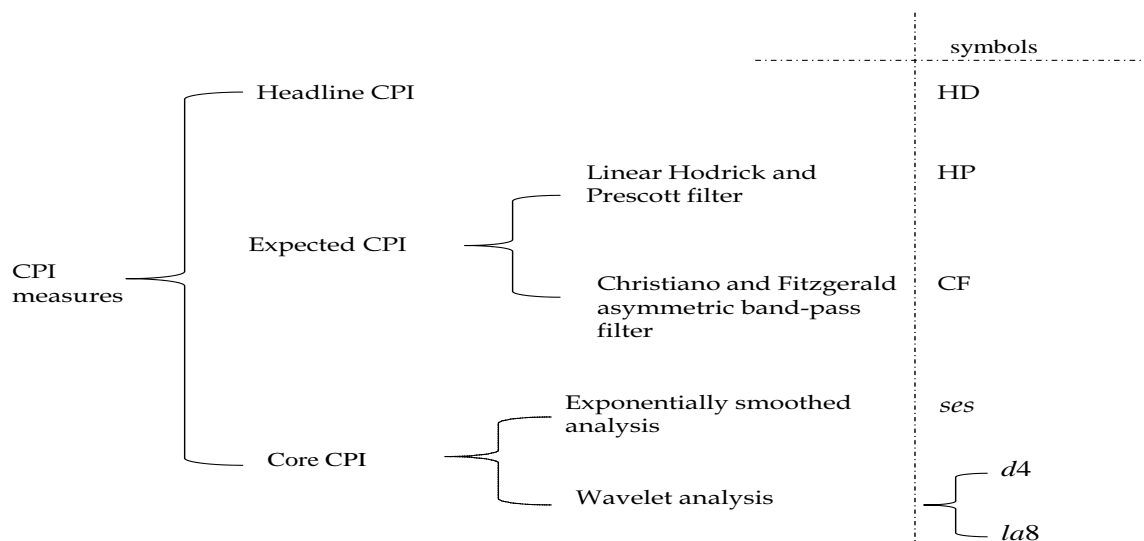 symbols
Headline CPI
HD
Linear Hodrick and
Prescott filter
HP
Expected CPI
CPI
measures
Christiano and Fitzgerald
asymmetric band-pass
filter
CF
Exponentially smoothed
analysis
ses
Core CPI
Wavelet analysis
d4
la8